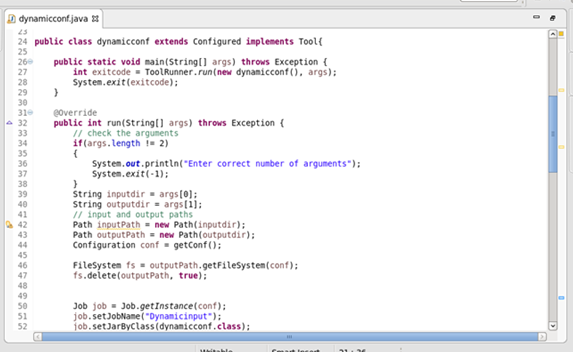 dynamicconf.java
23
24 public class dynamicconf extends Configured implements Tool{
25
26 public static void main(String[] args) throws Exception {
27 int exitcode = ToolRunner.run(new dynamicconf(), args);
28 System.exit(exitcode);
29 }
30
31 @Override
32 public int run(String[] args) throws Exception {
33 // check the arguments
34 if(args.length != 2)
35 {
36 System.out.println("Enter correct number of arguments");
37 System.exit(-1);
38 }
39 String inputdir = args[0];
40 String outputdir = args[1];
41 // input and output paths
42 Path inputPath = new Path(inputdir);
43 Path outputPath = new Path(outputdir);
44 Configuration conf = getConf();
45
46 FileSystem fs = outputPath.getFileSystem(conf);
47 fs.delete(outputPath, true);
48
49
50 Job job = Job.getInstance(conf);
51 job.setJobName("Dynamicinput");
52 job.setJarByClass(dynamicconf.class);